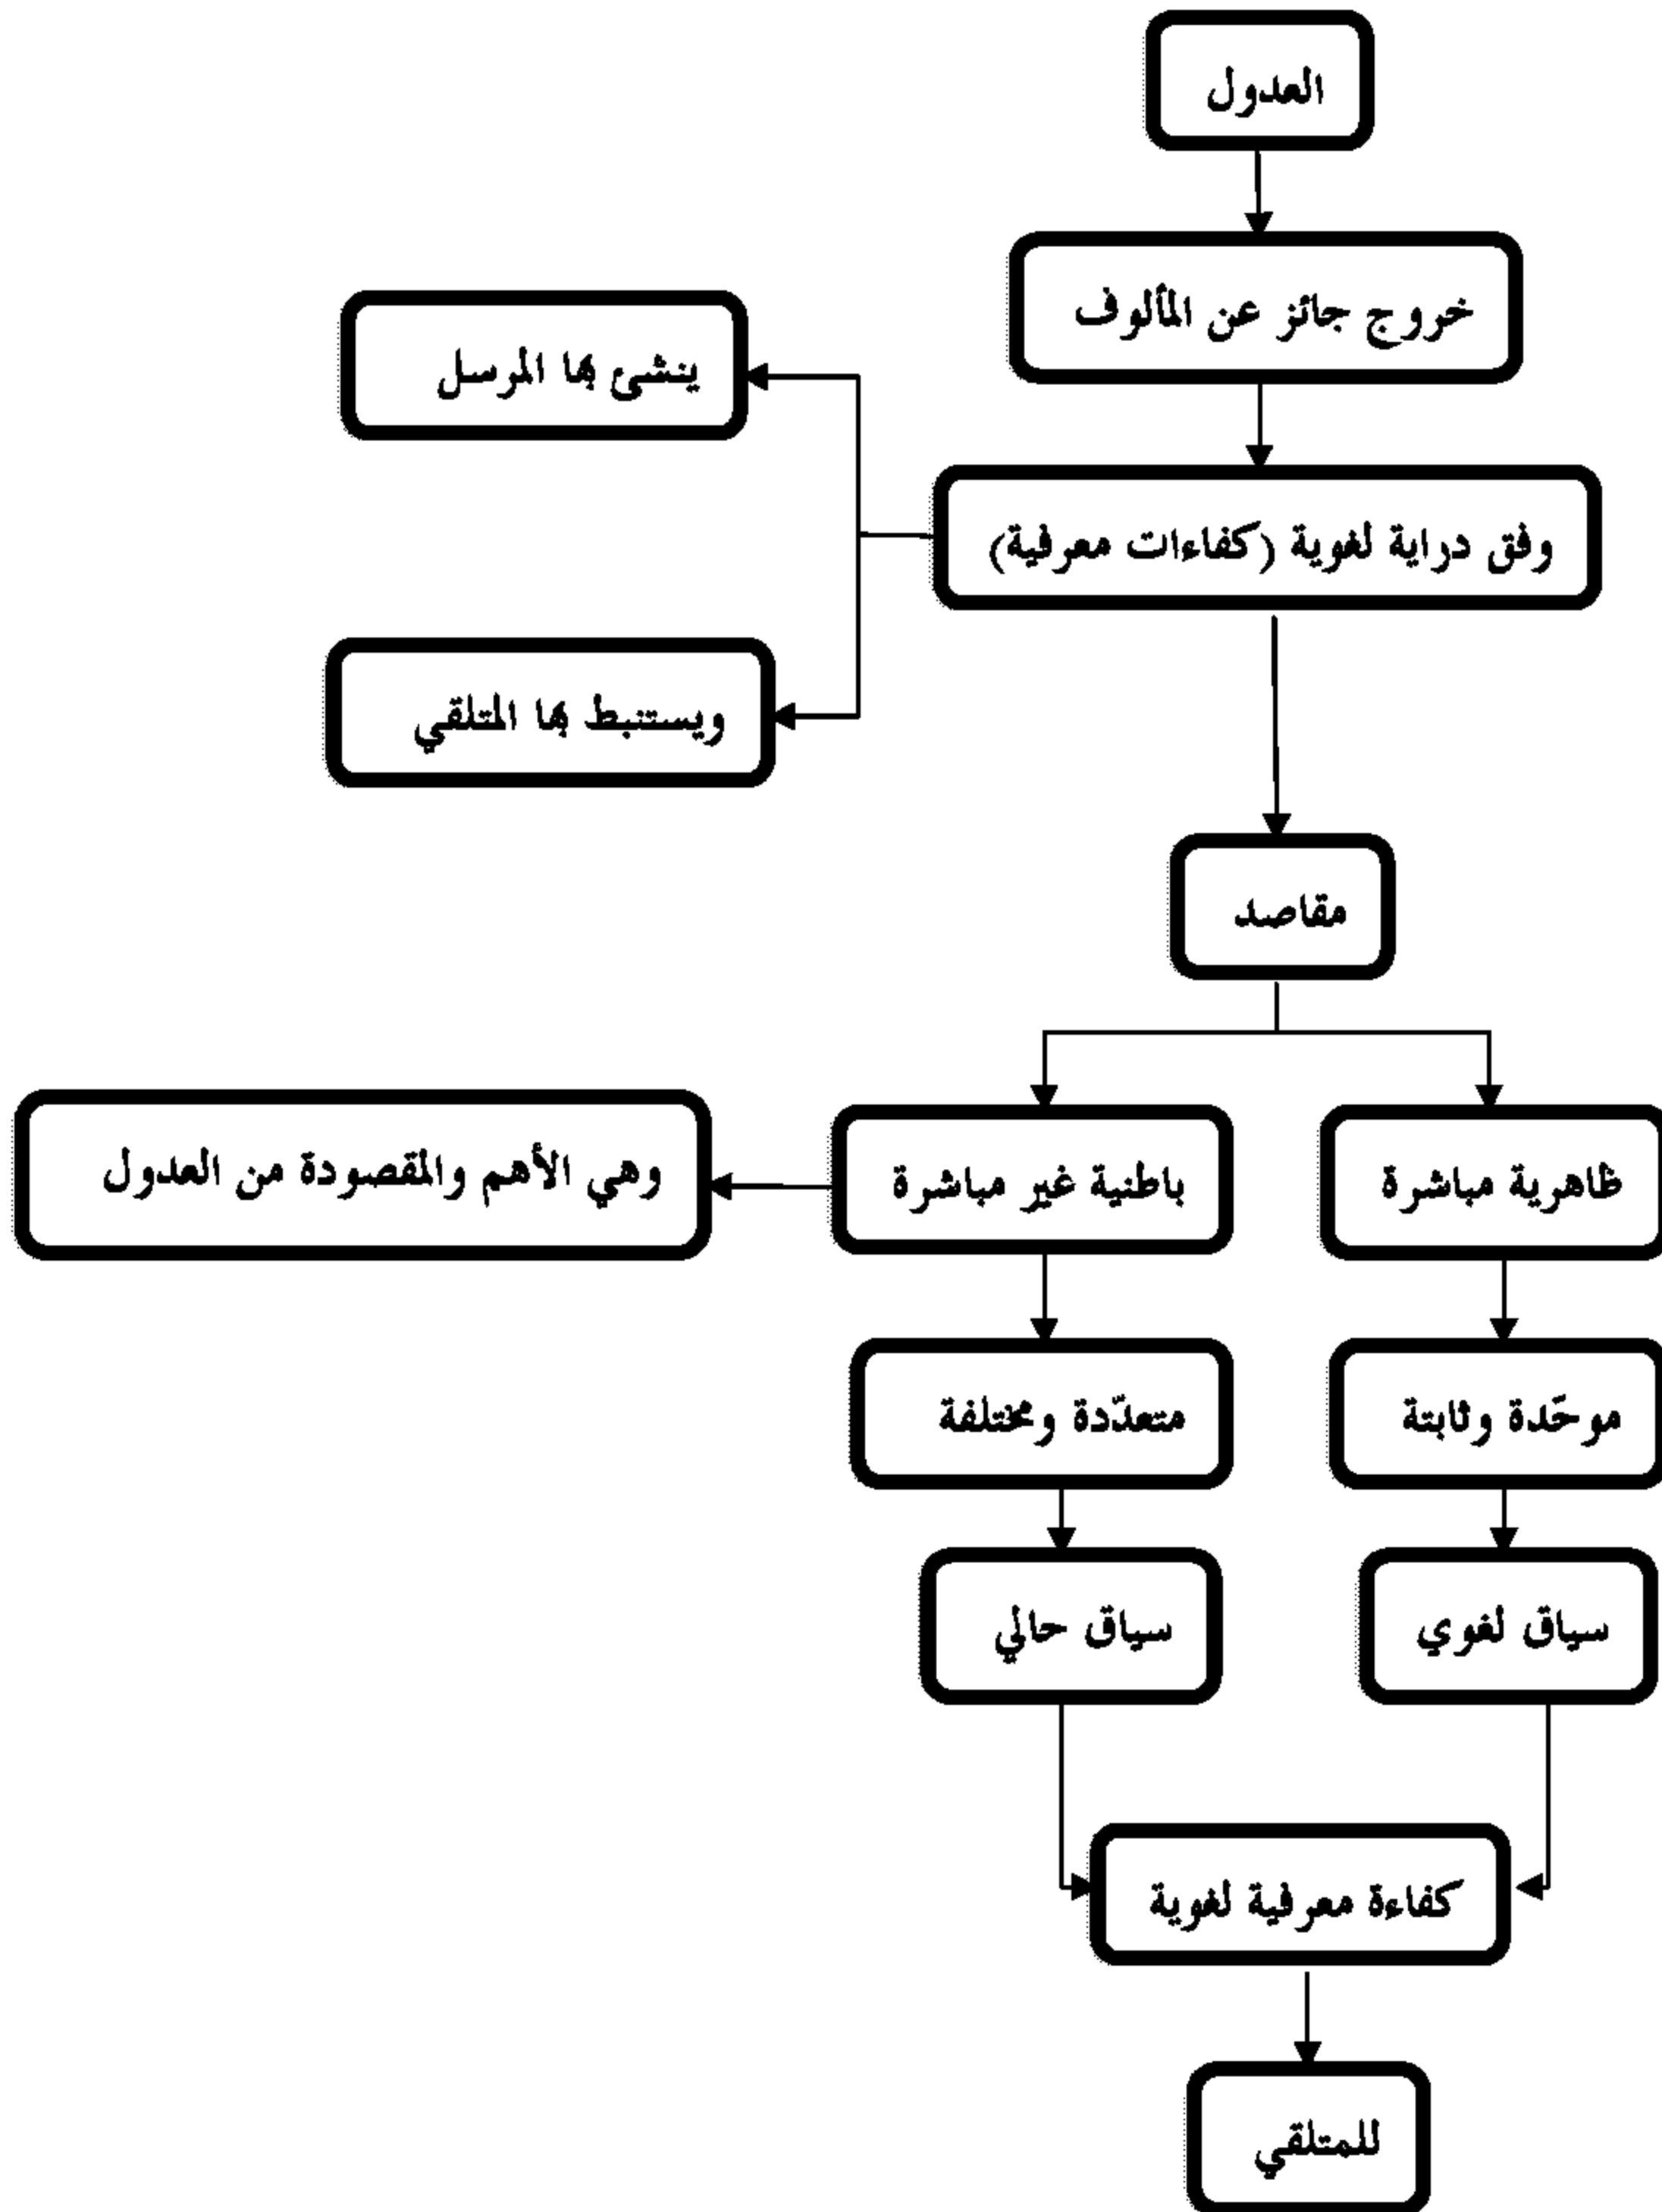 العدول
خروج جائز عن المألوف
ينشئ بها المرسل
وفق دراية لغوية (كفاءات معرفية)
ويستنبط بها المتلقي
مقاصد
ظاهرية مباشرة
باطنية غير مباشرة
وهي الأهم والمقصودة من العدول
موحّدة وثابتة
متعدّدة ومختلفة
سياق لغوي
سياق حالي
كفاءة معرفية لغوية
للمتلقي